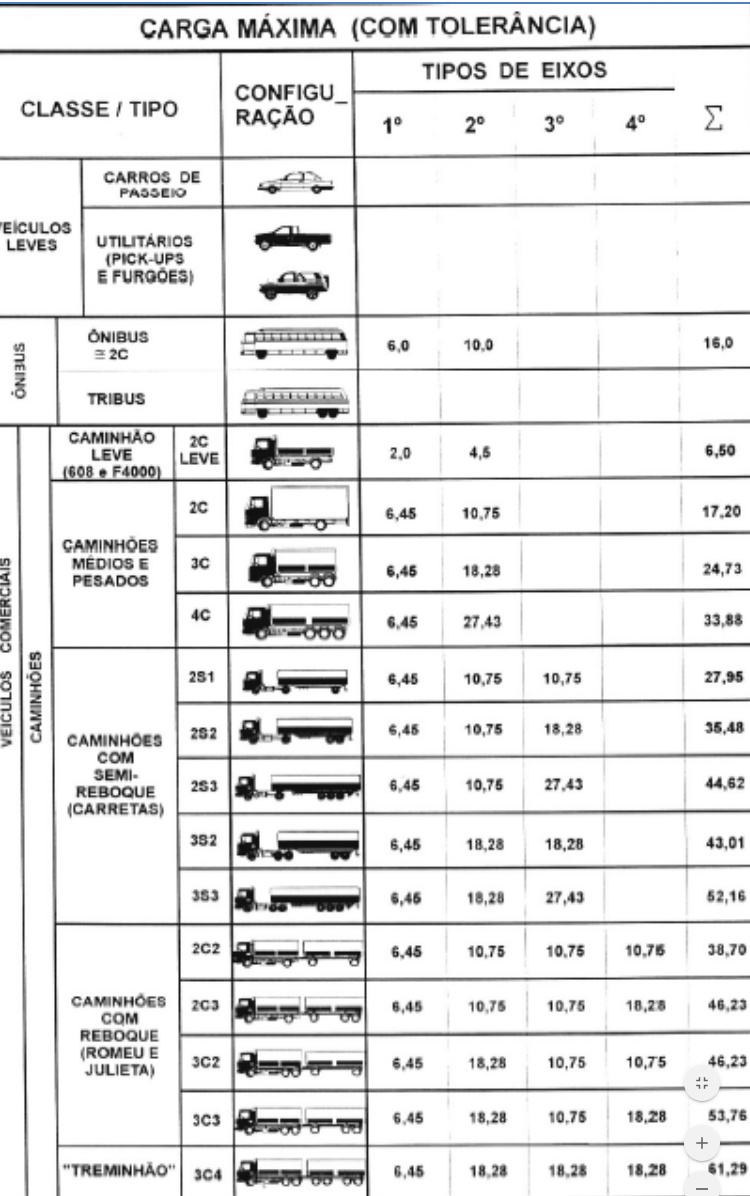 CARGA MÁXIMA (COM TOLERÂNCIA)
CLASSE / TIPO
CONFIGU_
RAÇÃO
TIPOS DE EIXOS
1º 2º 3º 4º Σ
VEÍCULOS
LEVES
CARROS DE
PASSEIO
UTILITÁRIOS
(PICK-UPS
E FURGÕES)
ÔNIBUS
ÔNIBUS
≅ 2C
6,0 10,0 16,0
TRIBUS
VEÍCULOS COMERCIAIS
CAMINHÕES
CAMINHÃO
LEVE
(608 e F4000)
2C
LEVE
2,0 4,5 6,50
CAMINHÕES
MÉDIOS E
PESADOS
2C 6,45 10,75 17,20
3C 6,45 18,28 24,73
4C 6,45 27,43 33,88
CAMINHÕES
COM
SEMI-
REBOQUE
(CARRETAS)
2S1 6,45 10,75 10,75 27,95
2S2 6,45 10,75 18,28 35,48
2S3 6,45 10,75 27,43 44,62
3S2 6,45 18,28 18,28 43,01
3S3 6,45 18,28 27,43 52,16
CAMINHÕES
COM
REBOQUE
(ROMEU E
JULIETA)
2C2 6,45 10,75 10,75 10,75 38,70
2C3 6,45 10,75 10,75 18,28 46,23
3C2 6,45 18,28 10,75 10,75 46,23
3C3 6,45 18,28 10,75 18,28 53,76
"TREMINHÃO" 3C4 6,45 18,28 18,28 18,28 61,29